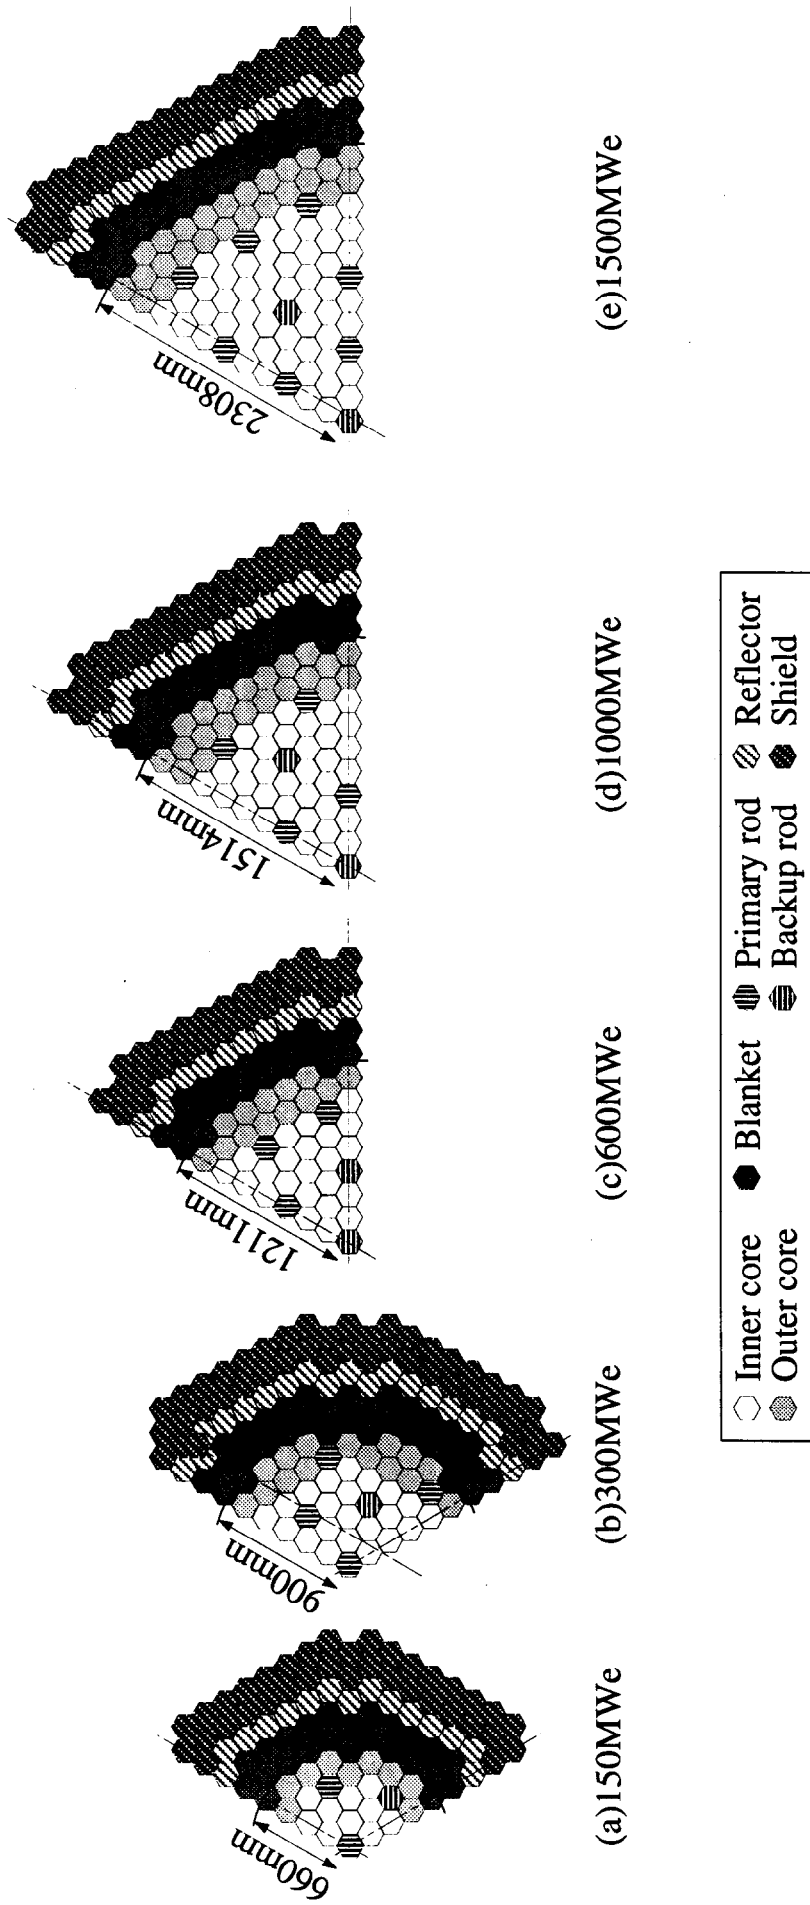 660mm
900mm
1211mm
1514mm
2308mm
(a)150MWe
(b)300MWe
(c)600MWe
(d)1000MWe
(e)1500MWe
Inner core Blanket Primary rod Reflector
Outer core Backup rod Shield